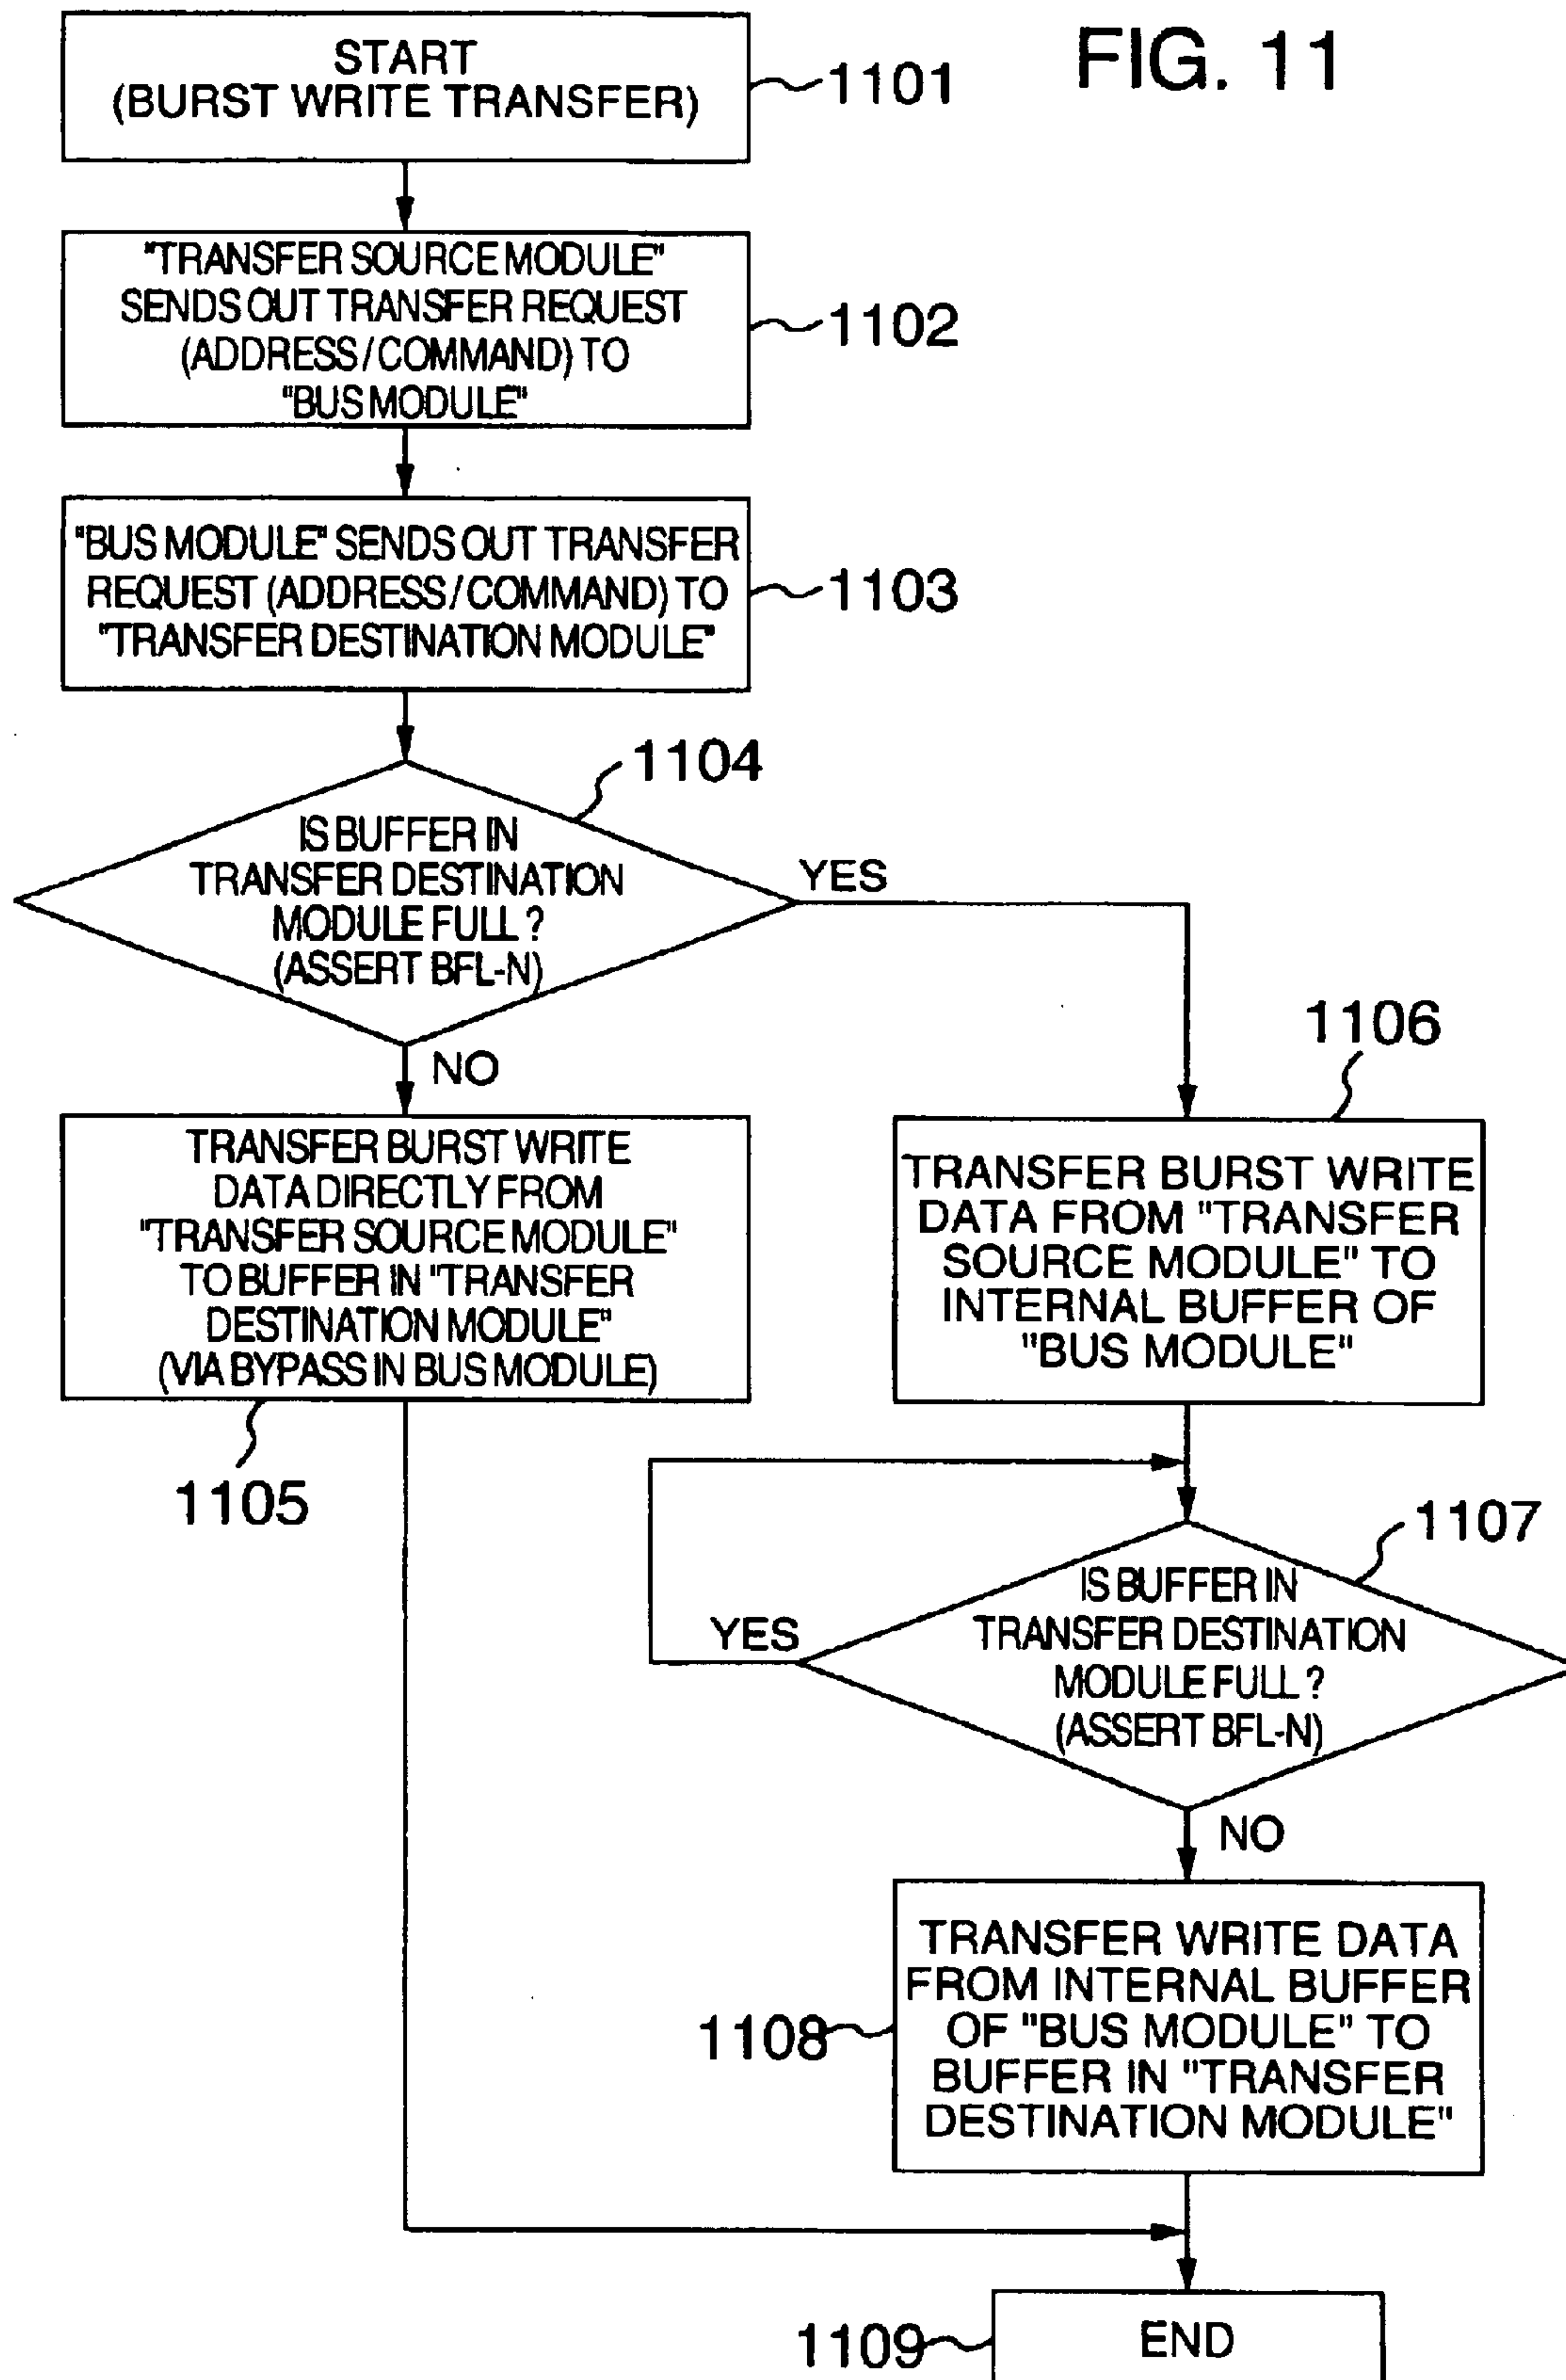 FIG. 11
START
(BURST WRITE TRANSFER)
1101
"TRANSFER SOURCE MODULE"
SENDS OUT TRANSFER REQUEST
(ADDRESS/COMMAND) TO
"BUS MODULE"
1102
"BUS MODULE" SENDS OUT TRANSFER
REQUEST (ADDRESS/COMMAND) TO
"TRANSFER DESTINATION MODULE"
1103
1104
IS BUFFER IN
TRANSFER DESTINATION
MODULE FULL?
(ASSERT BFL-N)
YES
NO
TRANSFER BURST WRITE
DATA DIRECTLY FROM
"TRANSFER SOURCE MODULE"
TO BUFFER IN "TRANSFER
DESTINATION MODULE"
(VIA BYPASS IN BUS MODULE)
1105
1106
TRANSFER BURST WRITE
DATA FROM "TRANSFER
SOURCE MODULE" TO
INTERNAL BUFFER OF
"BUS MODULE"
1107
IS BUFFER IN
TRANSFER DESTINATION
MODULE FULL?
(ASSERT BFL-N)
YES
NO
TRANSFER WRITE DATA
FROM INTERNAL BUFFER
OF "BUS MODULE" TO
BUFFER IN "TRANSFER
DESTINATION MODULE"
1108
END
1109